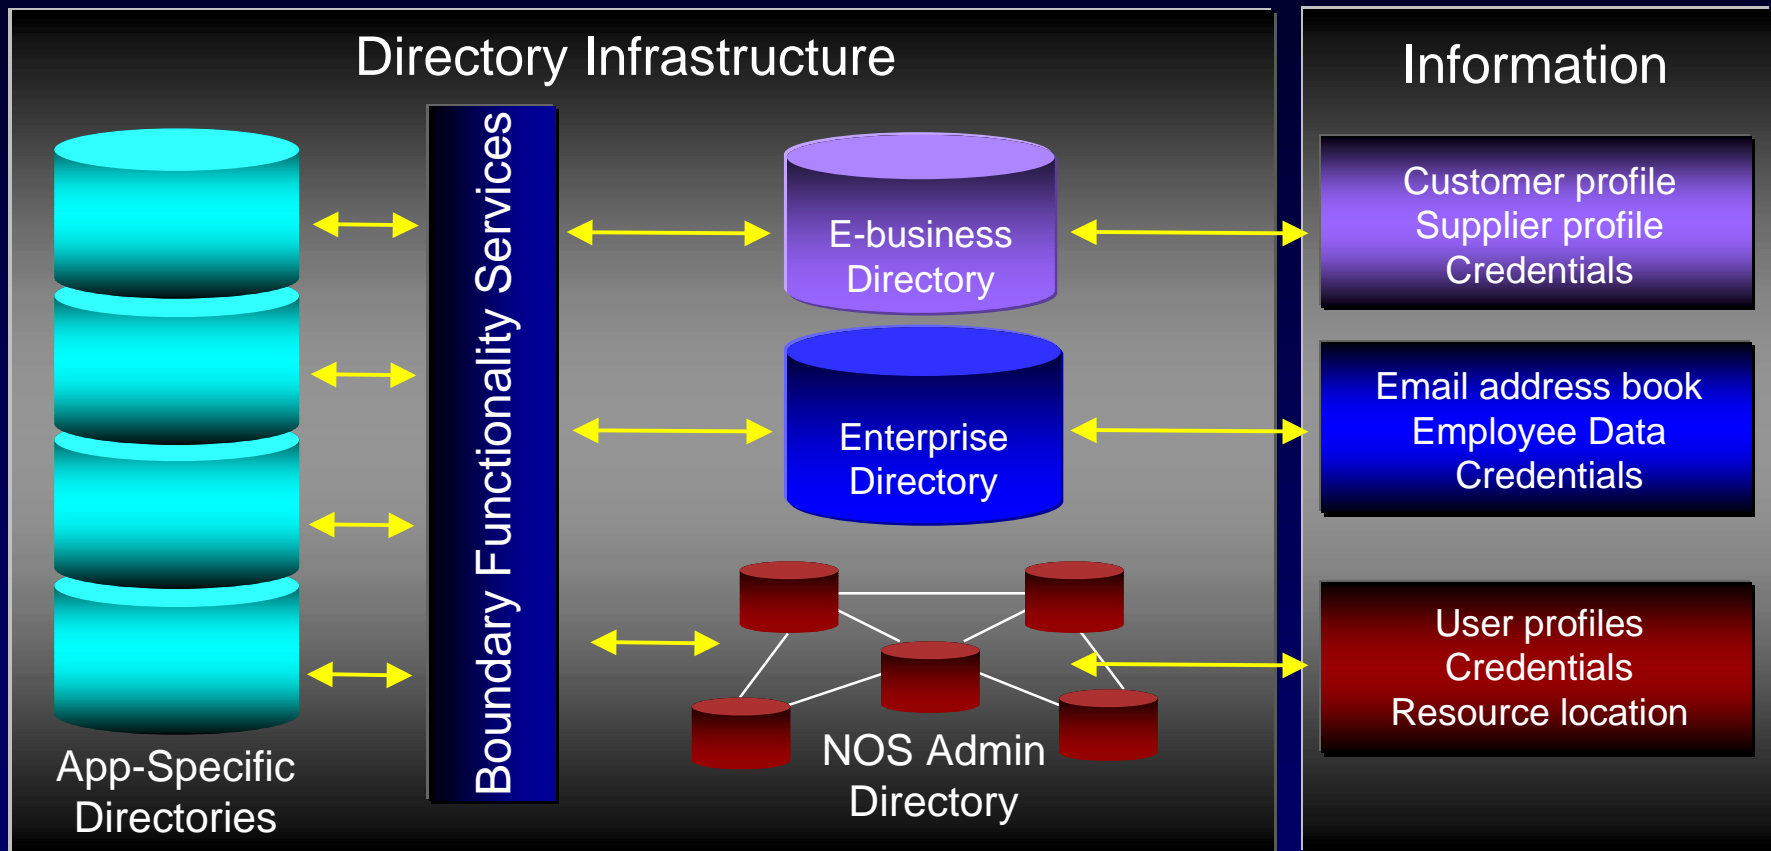 Directory Infrastructure
Information
Boundary Functionality Services
E-business
Directory
Customer profile
Supplier profile
Credentials
Enterprise
Directory
Email address book
Employee Data
Credentials
User profiles
Credentials
Resource location
App-Specific
Directories
NOS Admin
Directory